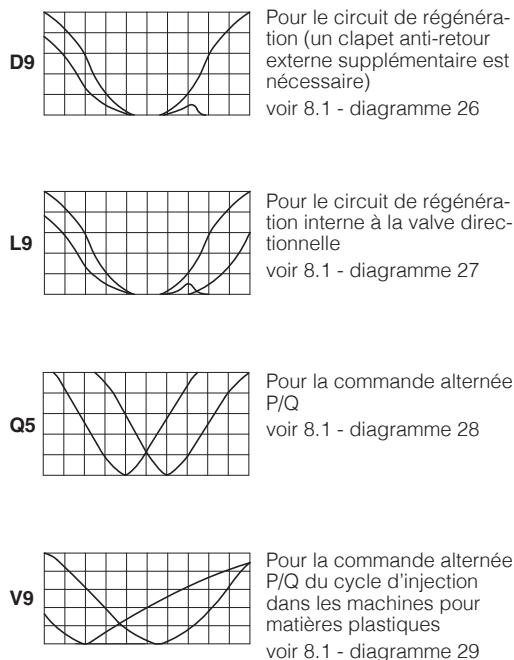 D9
Pour le circuit de régénéra-
tion (un clapet anti-retour
externe supplémentaire est
nécessaire)
voir 8.1 - diagramme 26
L9
Pour le circuit de régénéra-
tion interne à la valve direc-
tionnelle
voir 8.1 - diagramme 27
Q5
Pour la commande alternée
P/Q
voir 8.1 - diagramme 28
V9
Pour la commande alternée
P/Q du cycle d'injection
dans les machines pour
matières plastiques
voir 8.1 - diagramme 29